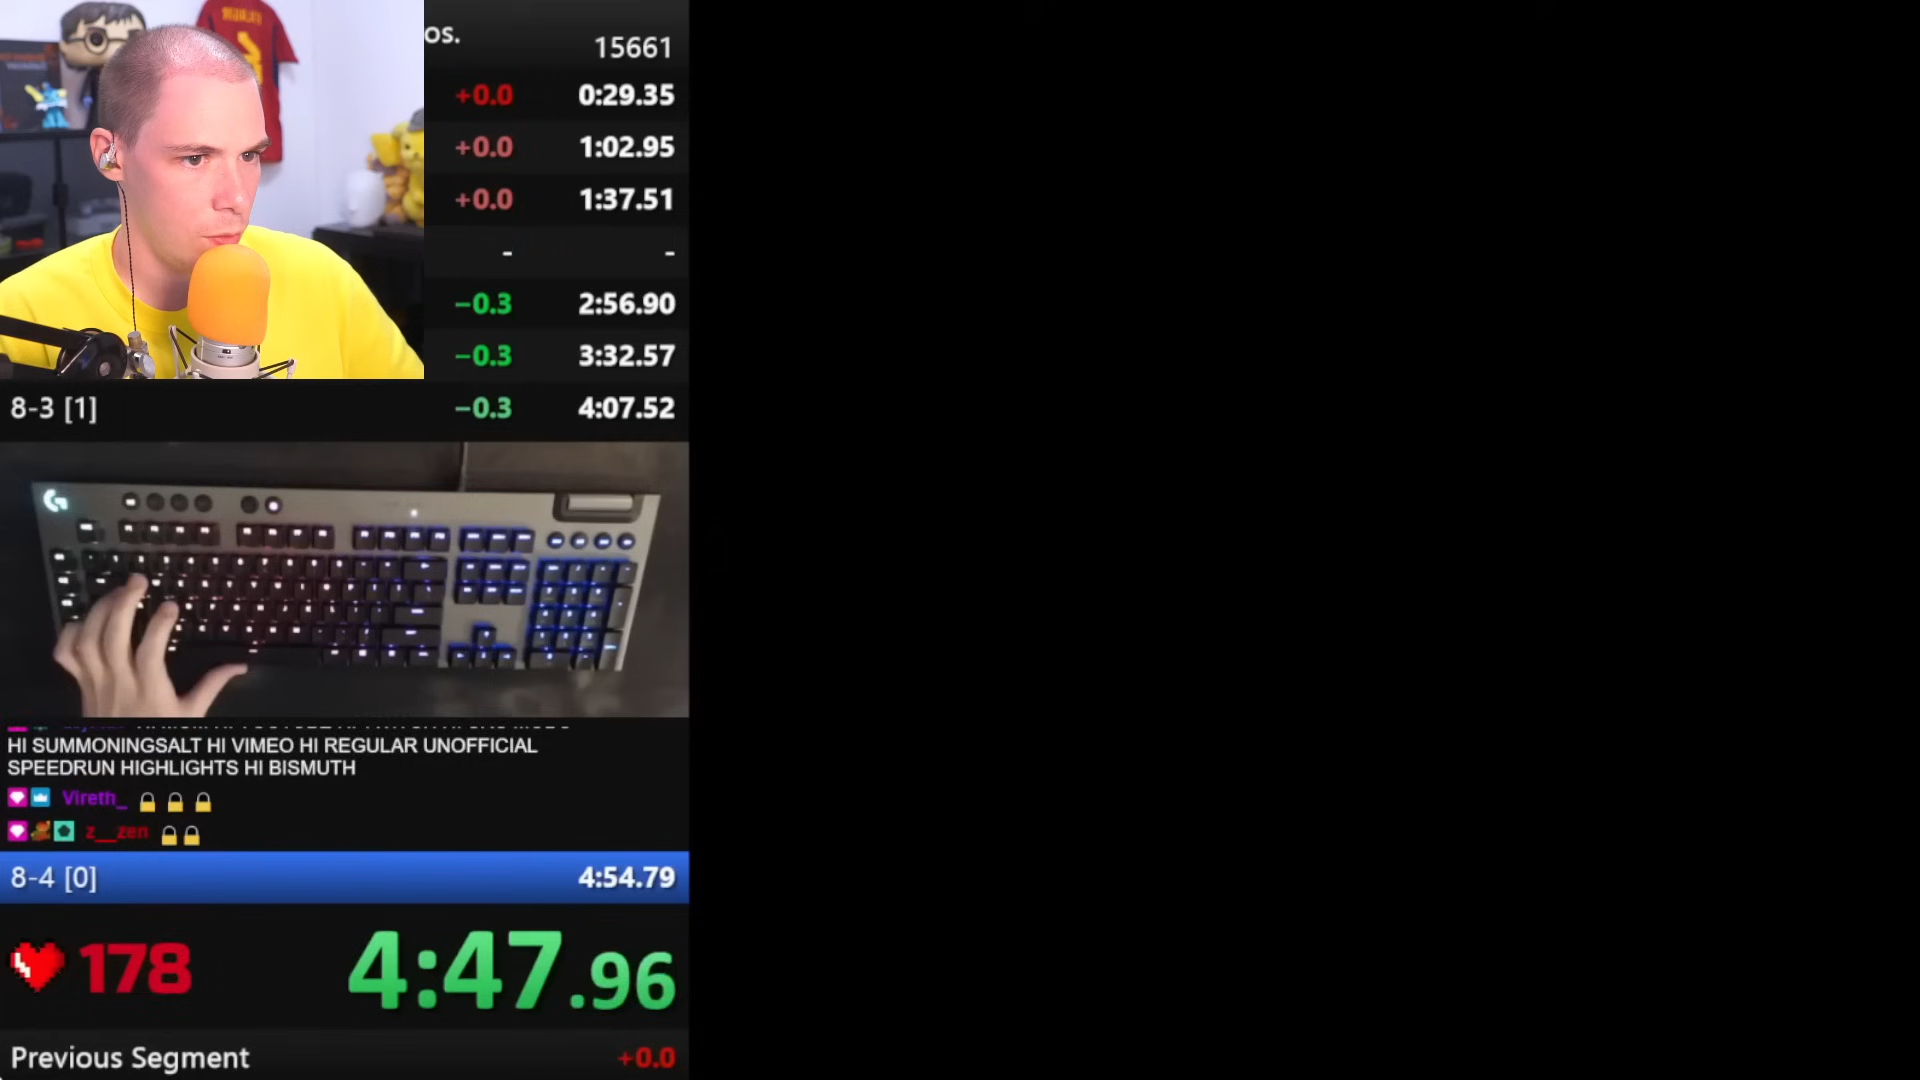 os.
15661
+0.0 0:29.35
+0.0 1:02.95
+0.0 1:37.51
- -
−0.3 2:56.90
−0.3 3:32.57
8-3 [1] −0.3 4:07.52
HI SUMMONINGSALT HI VIMEO HI REGULAR UNOFFICIAL
SPEEDRUN HIGHLIGHTS HI BISMUTH
Vireth_
z__zen
8-4 [0] 4:54.79
178 4:47.96
Previous Segment +0.0